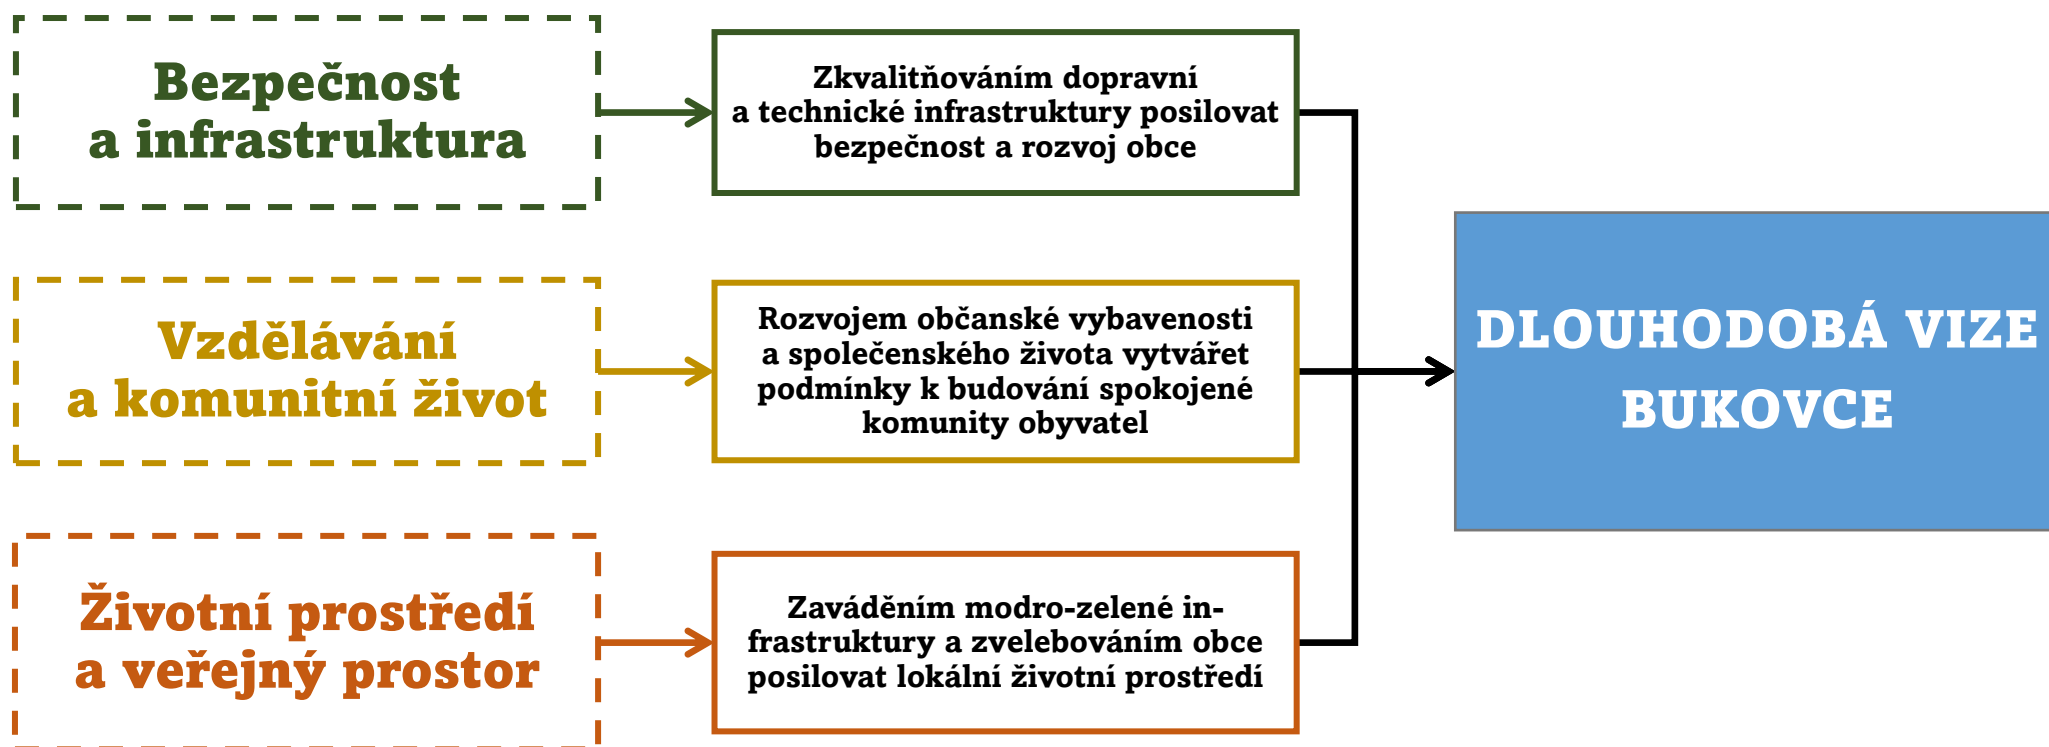 Bezpečnost
a infrastruktura
Zkvalitňováním dopravní
a technické infrastruktury posilovat
bezpečnost a rozvoj obce
Vzdělávání
a komunitní život
Rozvojem občanské vybavenosti
a společenského života vytvářet
podmínky k budování spokojené
komunity obyvatel
Životní prostředí
a veřejný prostor
Zaváděním modro-zelené in-
frastruktury a zvelebováním obce
posilovat lokální životní prostředí
DLOUHODOBÁ VIZE
BUKOVCE